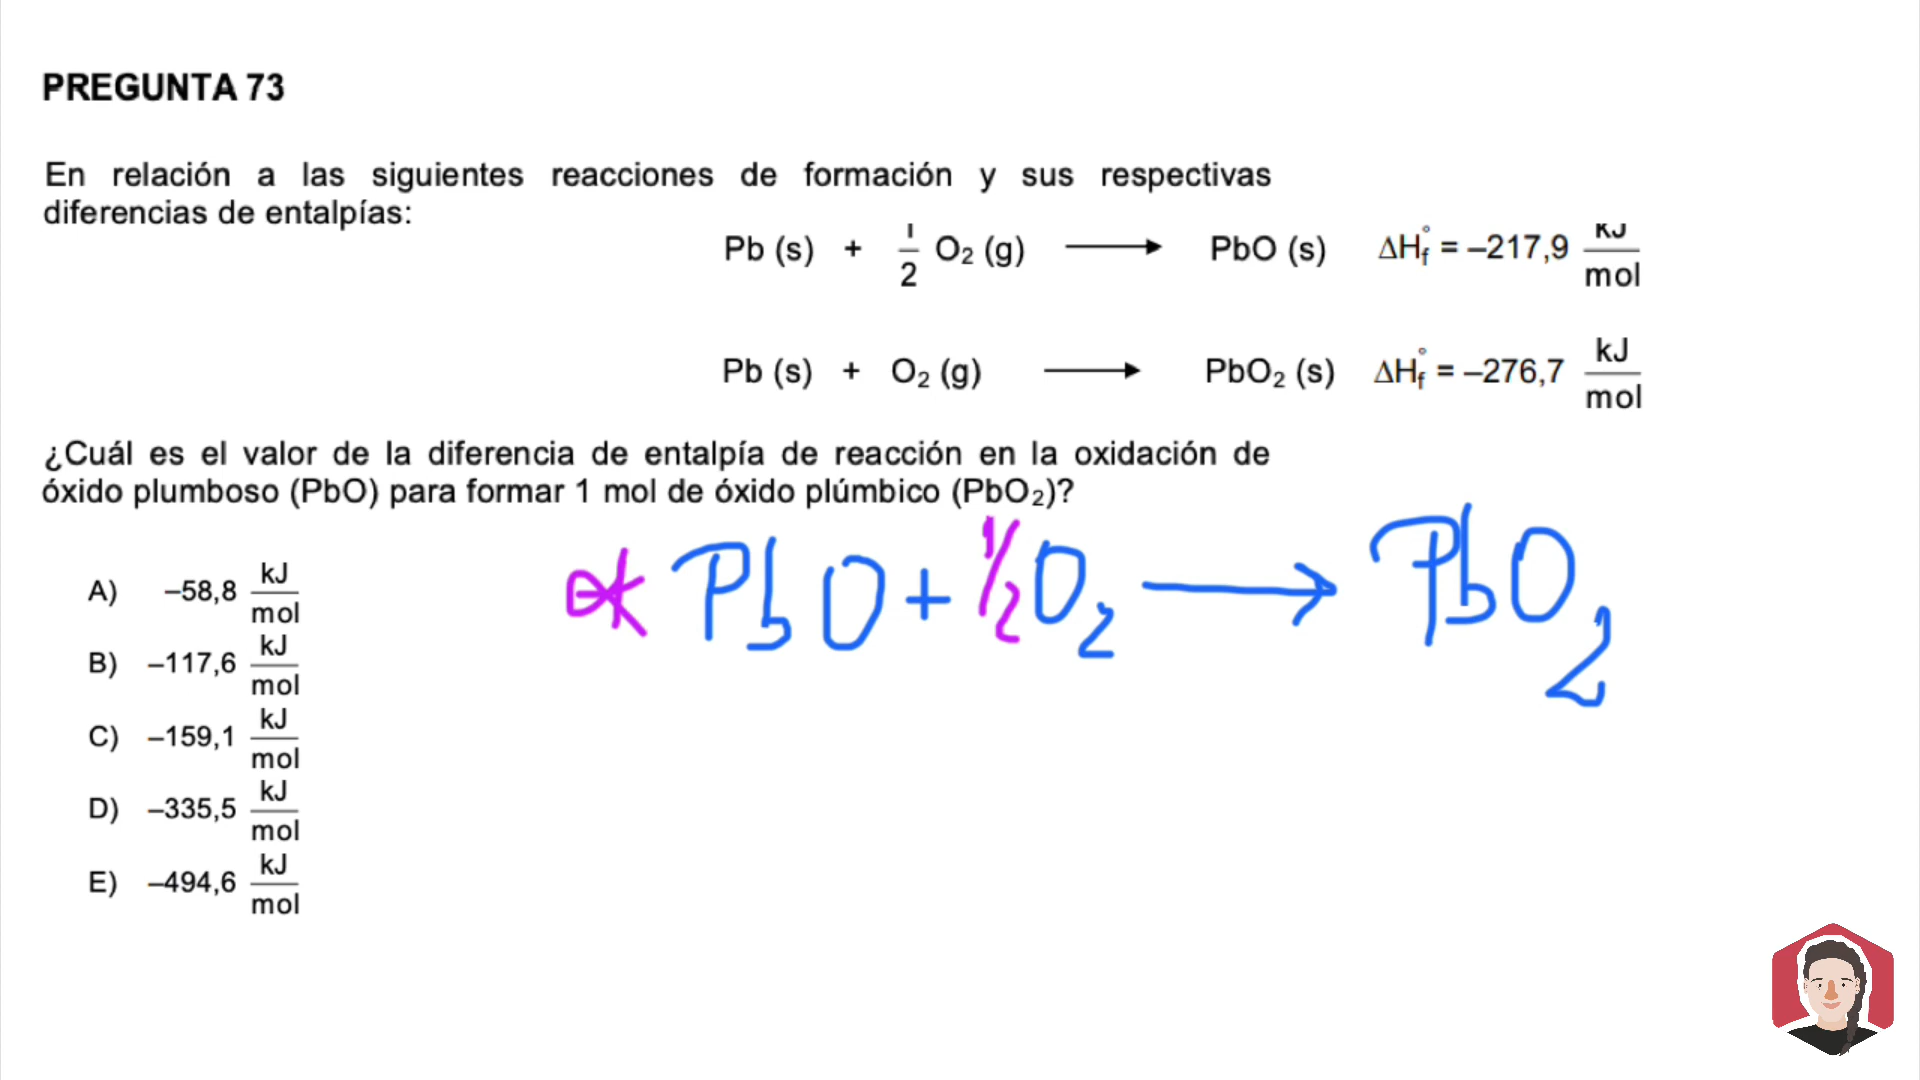 PREGUNTA 73
En relación a las siguientes reacciones de formación y sus respectivas
diferencias de entalpías:
Pb (s) + 1/2 O₂ (g) ⟶ PbO (s) ΔH°f = –217,9 kJ/mol
Pb (s) + O₂ (g) ⟶ PbO₂ (s) ΔH°f = –276,7 kJ/mol
¿Cuál es el valor de la diferencia de entalpía de reacción en la oxidación de
óxido plumboso (PbO) para formar 1 mol de óxido plúmbico (PbO₂)?
PbO + 1/2 O₂ ⟶ PbO₂
A) –58,8 kJ/mol
B) –117,6 kJ/mol
C) –159,1 kJ/mol
D) –335,5 kJ/mol
E) –494,6 kJ/mol